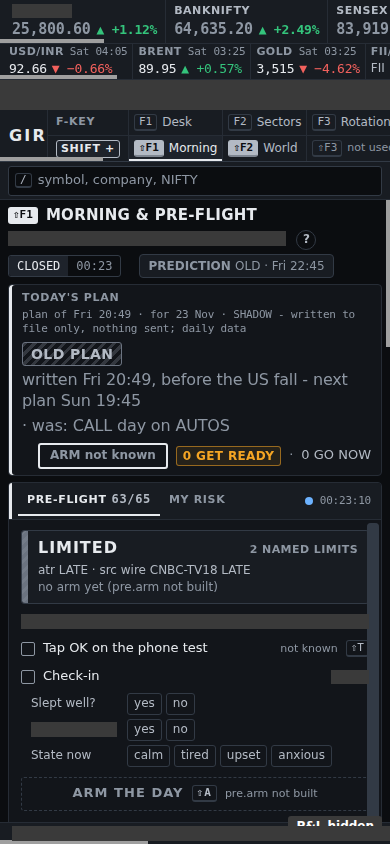 BANKNIFTY SENSEX
25,800.60 ▲ +1.12% 64,635.20 ▲ +2.49% 83,919
USD/INR Sat 04:05 BRENT Sat 03:25 GOLD Sat 03:25 FII/
92.66 ▼ −0.66% 89.95 ▲ +0.57% 3,515 ▼ −4.62% FII
GIR F-KEY F1 Desk F2 Sectors F3 Rotation
SHIFT + ⇧F1 Morning ⇧F2 World ⇧F3 not used
/ symbol, company, NIFTY
⇧F1 MORNING & PRE-FLIGHT
?
CLOSED 00:23 PREDICTION OLD · Fri 22:45
TODAY'S PLAN
plan of Fri 20:49 · for 23 Nov · SHADOW - written to
file only, nothing sent; daily data
OLD PLAN
written Fri 20:49, before the US fall - next
plan Sun 19:45
· was: CALL day on AUTOS
ARM not known 0 GET READY · 0 GO NOW
PRE-FLIGHT 63/65 MY RISK 00:23:10
LIMITED 2 NAMED LIMITS
atr LATE · src wire CNBC-TV18 LATE
no arm yet (pre.arm not built)
Tap OK on the phone test not known ⇧T
Check-in
Slept well? yes no
yes no
State now calm tired upset anxious
ARM THE DAY ⇧A pre.arm not built
P&L hidden